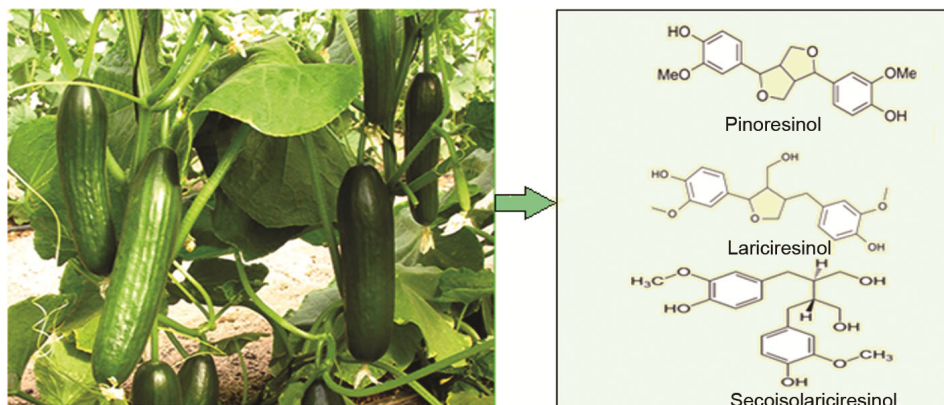 HO
O
MeO
O
OMe
OH
Pinoresinol
OH
HO
O
O
O
OH
Lariciresinol
H
H₃C
O
OH
HO
H
OH
O
CH₃
OH
Secoisolariciresinol